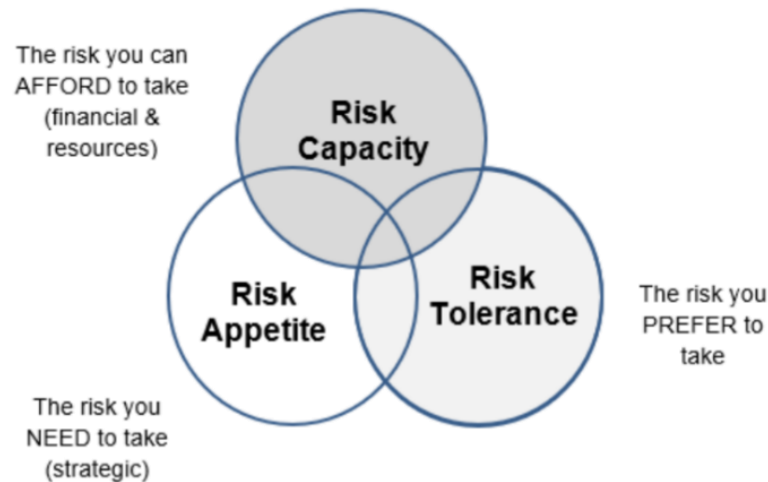 The risk you can
AFFORD to take
(financial &
resources)
Risk
Capacity
Risk
Appetite
Risk
Tolerance
The risk you
PREFER to
take
The risk you
NEED to take
(strategic)